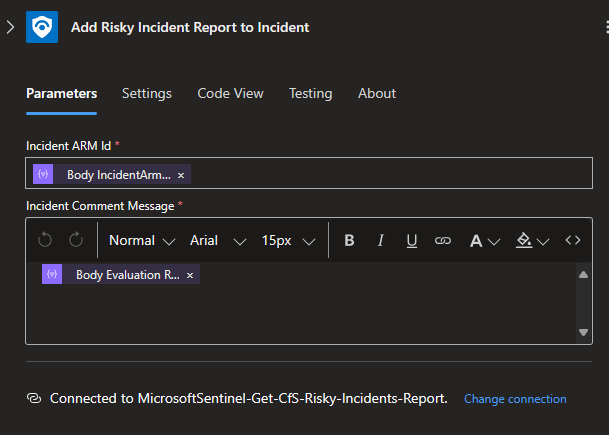 Add Risky Incident Report to Incident
Parameters Settings Code View Testing About
Incident ARM Id *
{v} Body IncidentArm... ×
Incident Comment Message *
Normal Arial 15px B I U A <>
{v} Body Evaluation R... ×
Connected to MicrosoftSentinel-Get-CfS-Risky-Incidents-Report. Change connection